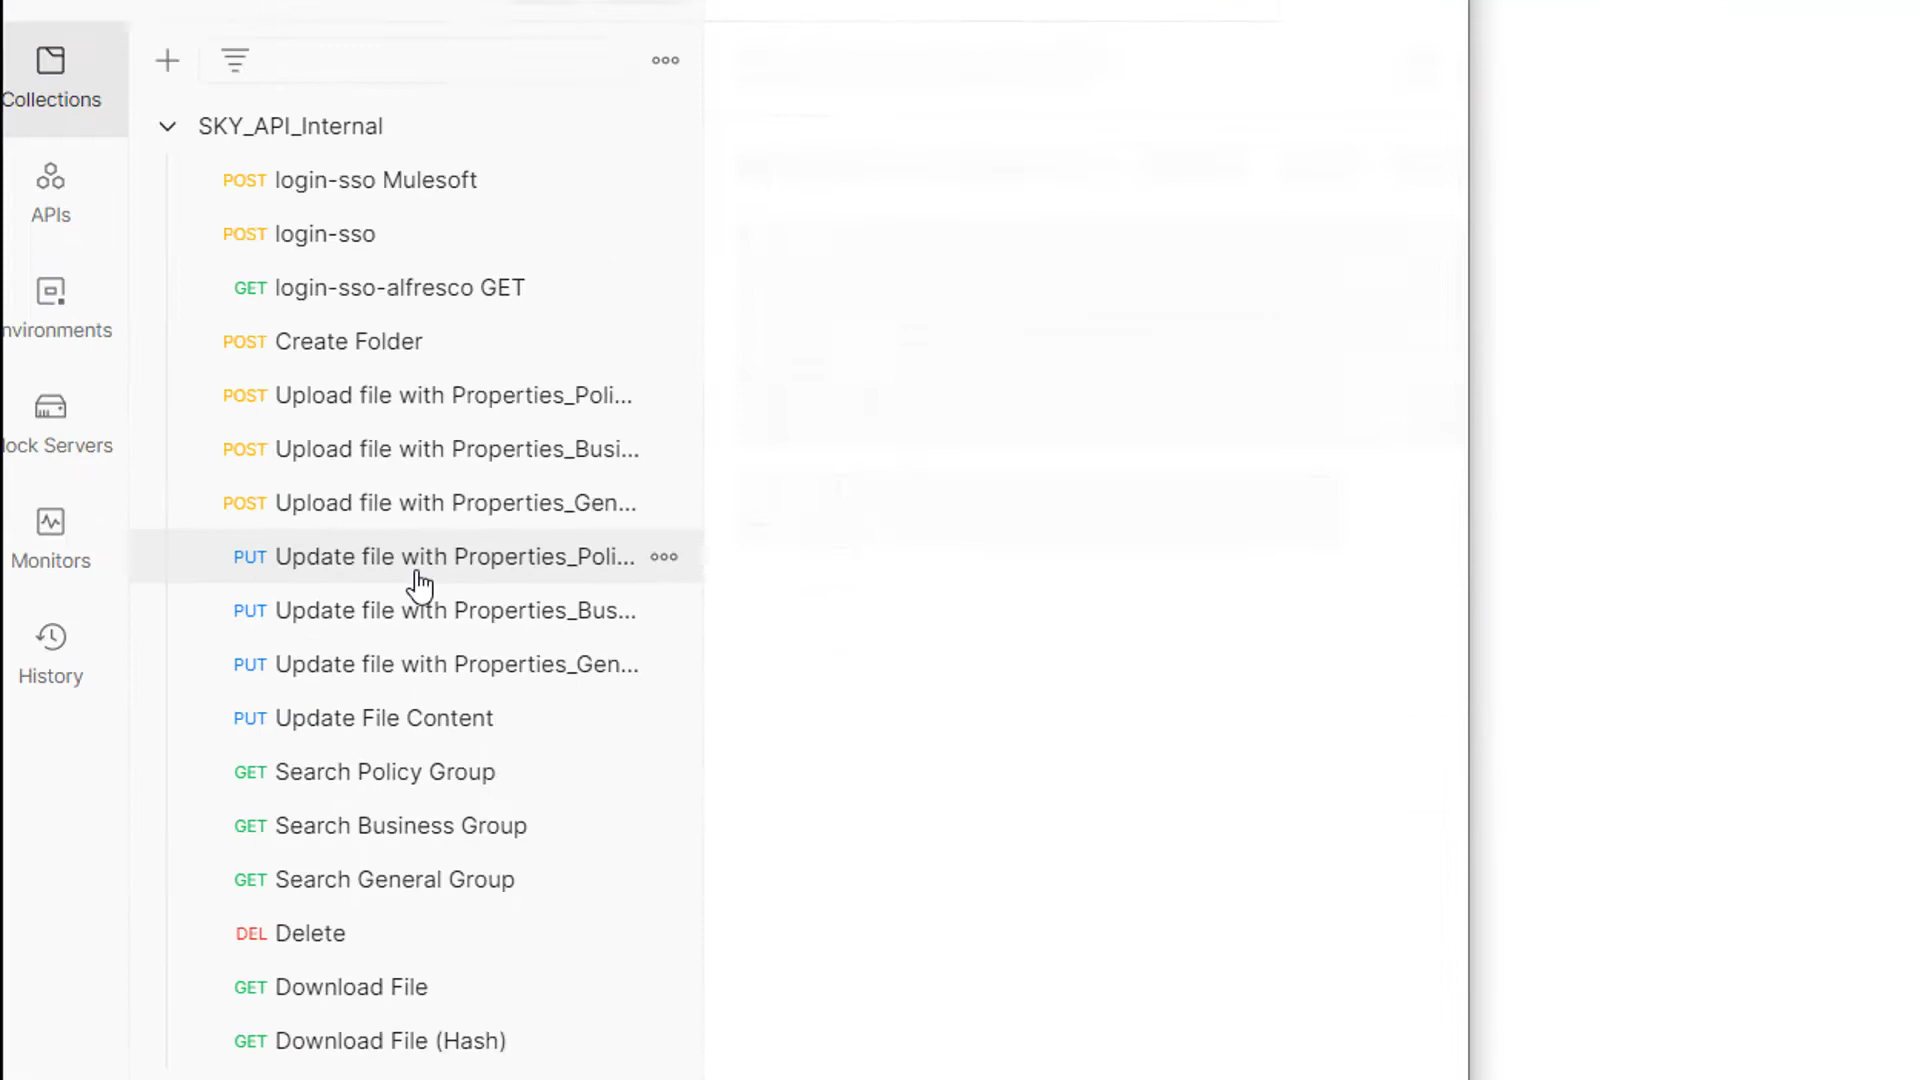 Collections
APIs
nvironments
lock Servers
Monitors
History
SKY_API_Internal
POST login-sso Mulesoft
POST login-sso
GET login-sso-alfresco GET
POST Create Folder
POST Upload file with Properties_Poli...
POST Upload file with Properties_Busi...
POST Upload file with Properties_Gen...
PUT Update file with Properties_Poli...
PUT Update file with Properties_Bus...
PUT Update file with Properties_Gen...
PUT Update File Content
GET Search Policy Group
GET Search Business Group
GET Search General Group
DEL Delete
GET Download File
GET Download File (Hash)